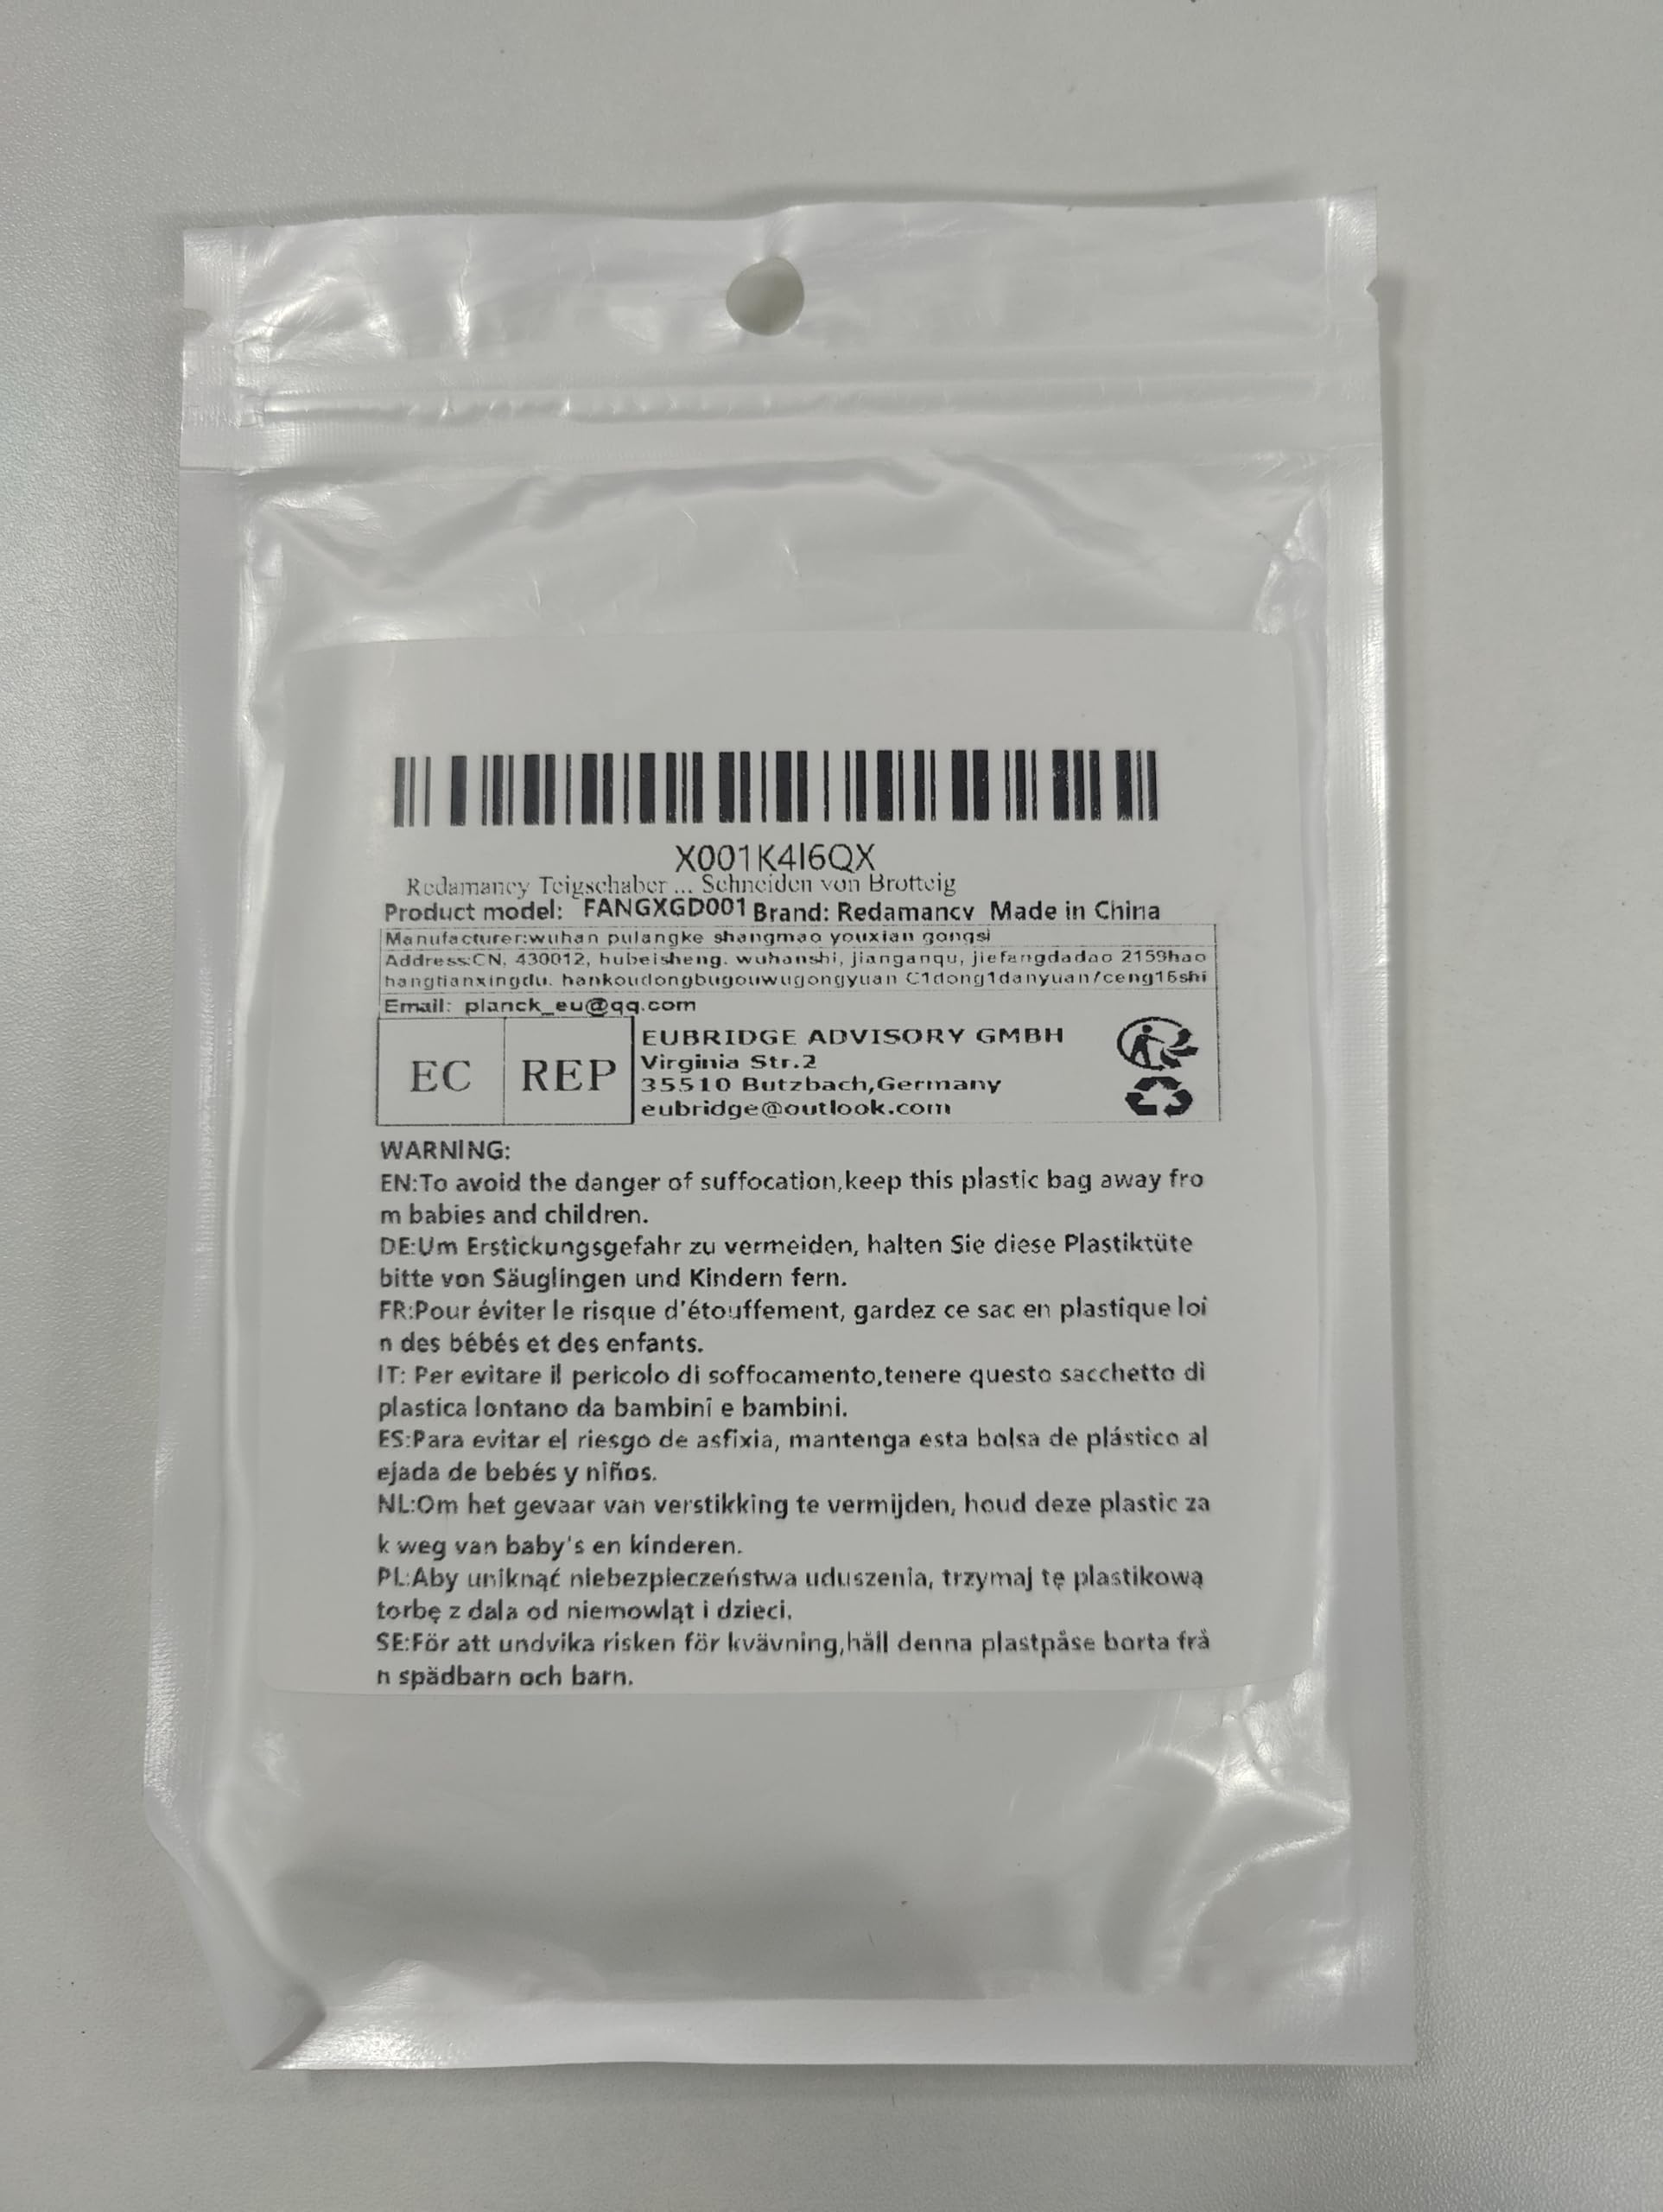 X001K4I6QX
Redamancy Teigschaber ... Schneiden von Brotteig
Product model: FANGXGD001 Brand: Redamancy Made in China
Manufacturer:wuhan pulangke shangmao youxian gongsi
Address:CN, 430012, hubeisheng. wuhanshi, jianganqu, jiefangdadao 2159hao
hangtianxingdu. hankoudongbugouwugongyuan C1dong1danyuan/ceng15shi
Email: planck_eu@qq.com
EC REP
EUBRIDGE ADVISORY GMBH
Virginia Str.2
35510 Butzbach,Germany
eubridge@outlook.com
WARNING:
EN:To avoid the danger of suffocation,keep this plastic bag away fro
m babies and children.
DE:Um Erstickungsgefahr zu vermeiden, halten Sie diese Plastiktüte
bitte von Säuglingen und Kindern fern.
FR:Pour éviter le risque d'étouffement, gardez ce sac en plastique loi
n des bébés et des enfants.
IT: Per evitare il pericolo di soffocamento,tenere questo sacchetto di
plastica lontano da bambini e bambini.
ES:Para evitar el riesgo de asfixia, mantenga esta bolsa de plástico al
ejada de bebés y niños.
NL:Om het gevaar van verstikking te vermijden, houd deze plastic za
k weg van baby's en kinderen.
PL:Aby uniknąć niebezpieczeństwa uduszenia, trzymaj tę plastikową
torbę z dala od niemowląt i dzieci.
SE:För att undvika risken för kvävning,håll denna plastpåse borta frå
n spädbarn och barn.